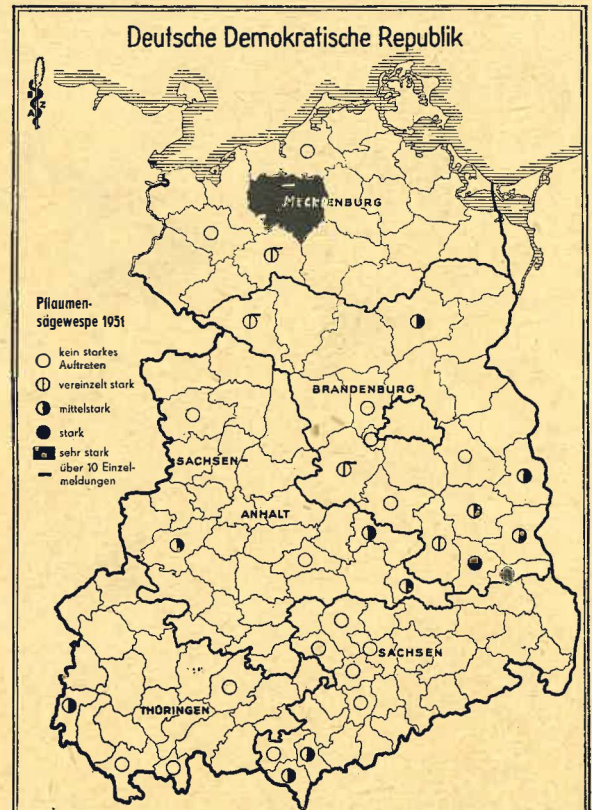 Deutsche Demokratische Republik
MECKLENBURG
Pflaumen-
sägewespe 1951
kein starkes
Auftreten
vereinzelt stark
mittelstark
stark
sehr stark
über 10 Einzel-
meldungen
BRANDENBURG
SACHSEN-
ANHALT
SACHSEN
THÜRINGEN